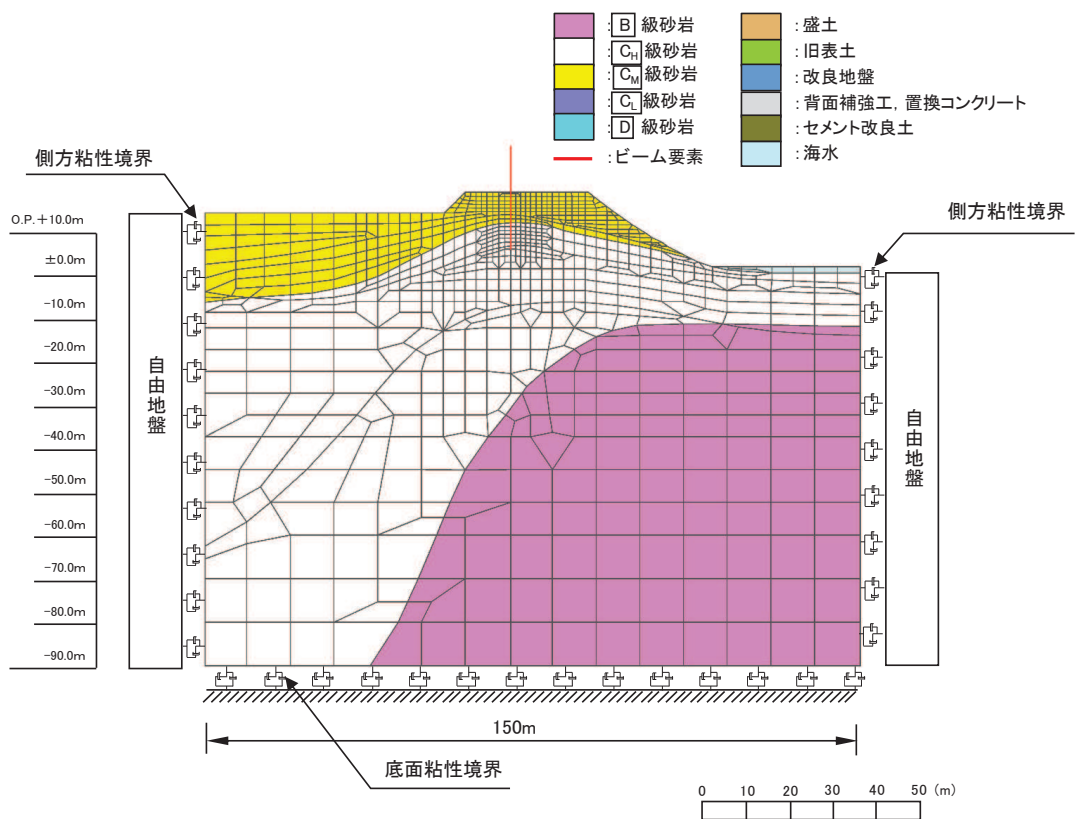 :B 級砂岩
:CH 級砂岩
:CM 級砂岩
:CL 級砂岩
:D 級砂岩
:ビーム要素
:盛土
:旧表土
:改良地盤
:背面補強工, 置換コンクリート
:セメント改良土
:海水
側方粘性境界
側方粘性境界
O.P.+10.0m
±0.0m
-10.0m
-20.0m
-30.0m
-40.0m
-50.0m
-60.0m
-70.0m
-80.0m
-90.0m
自由地盤
自由地盤
150m
底面粘性境界
0 10 20 30 40 50 (m)